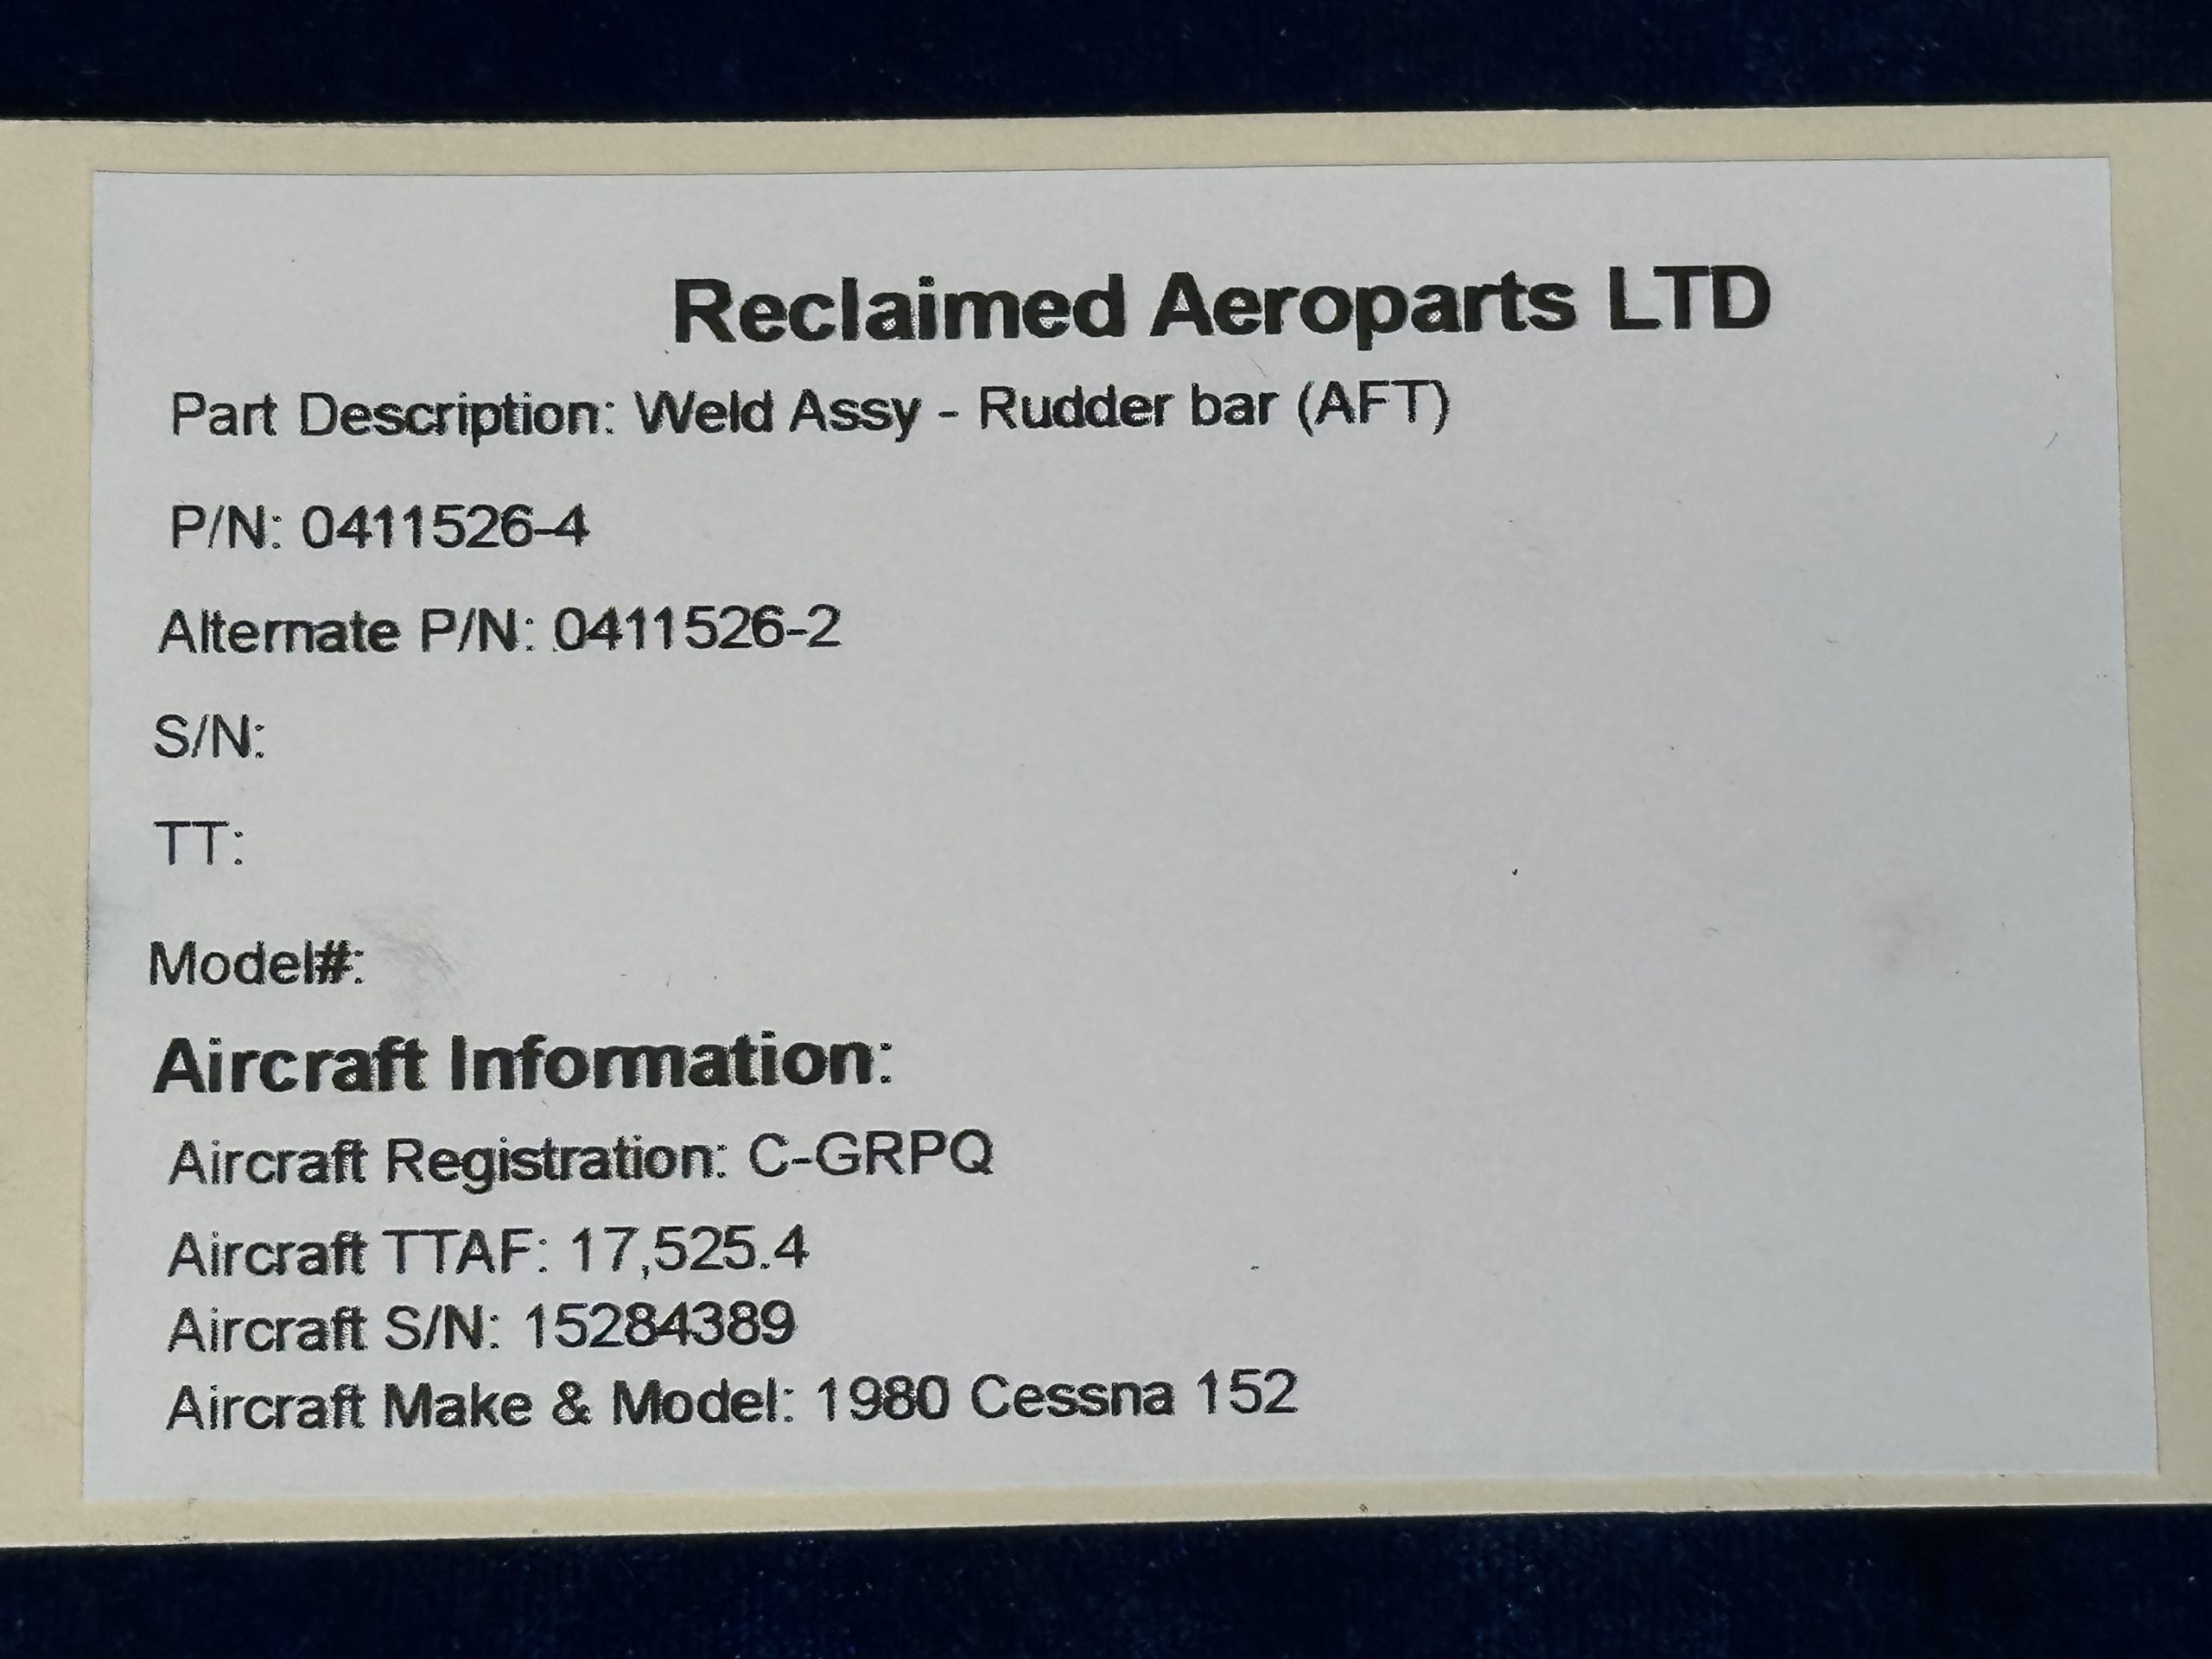 Reclaimed Aeroparts LTD
Part Description: Weld Assy - Rudder bar (AFT)
P/N: 0411526-4
Alternate P/N: 0411526-2
S/N:
TT:
Model#:
Aircraft Information:
Aircraft Registration: C-GRPQ
Aircraft TTAF: 17,525.4
Aircraft S/N: 15284389
Aircraft Make & Model: 1980 Cessna 152